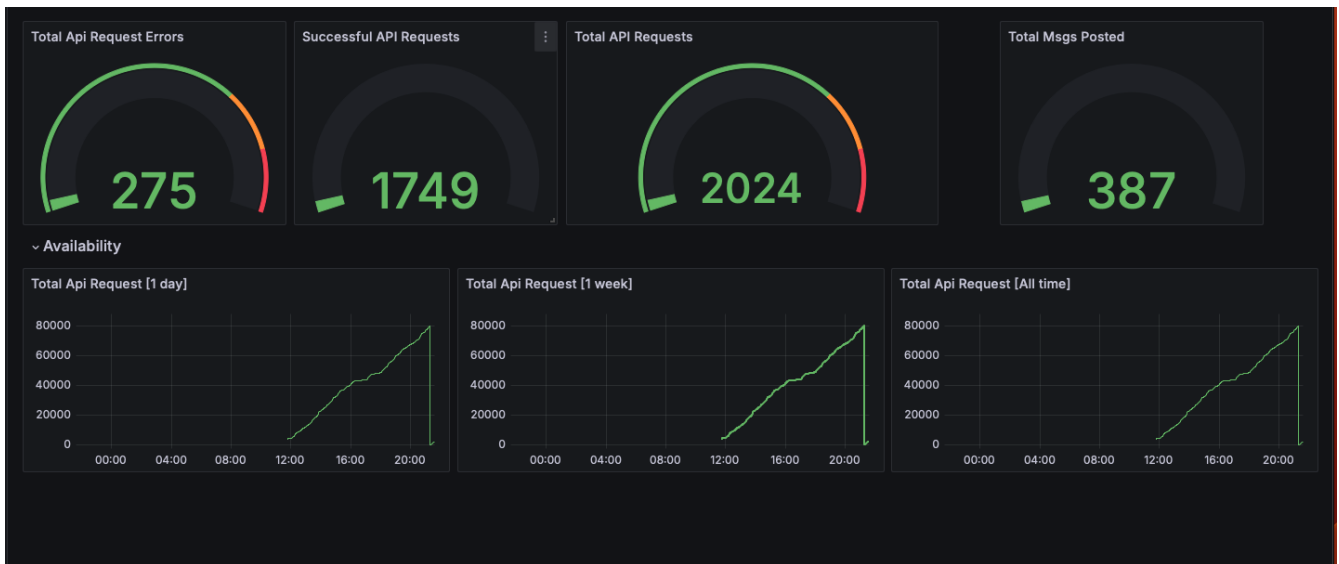 Total Api Request Errors
Successful API Requests
Total API Requests
Total Msgs Posted
275
1749
2024
387
Availability
Total Api Request [1 day]
80000
60000
40000
20000
0
00:00 04:00 08:00 12:00 16:00 20:00
Total Api Request [1 week]
80000
60000
40000
20000
0
00:00 04:00 08:00 12:00 16:00 20:00
Total Api Request [All time]
80000
60000
40000
20000
0
00:00 04:00 08:00 12:00 16:00 20:00